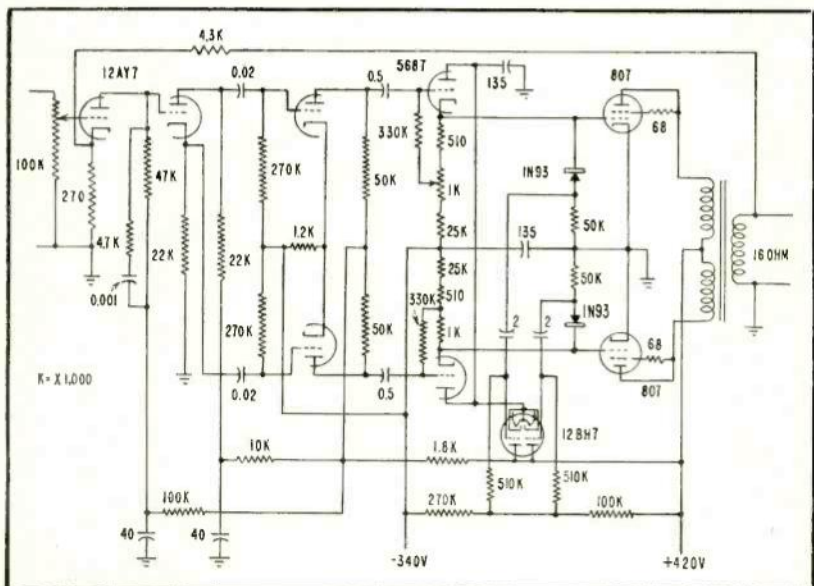 4.3K
12AY7
0.02
0.5
5687
135
807
68
330K
510
100K
270
47K
270K
50K
1K
1N93
4.7K
22K
22K
1.2K
25K
135
50K
16 OHM
0.001
25K
50K
270K
330K
510
50K
1K
2
2
1N93
68
K = X 1,000
0.02
0.5
807
12BH7
10K
1.8K
510K
510K
100K
270K
100K
40
40
-340V
+420V